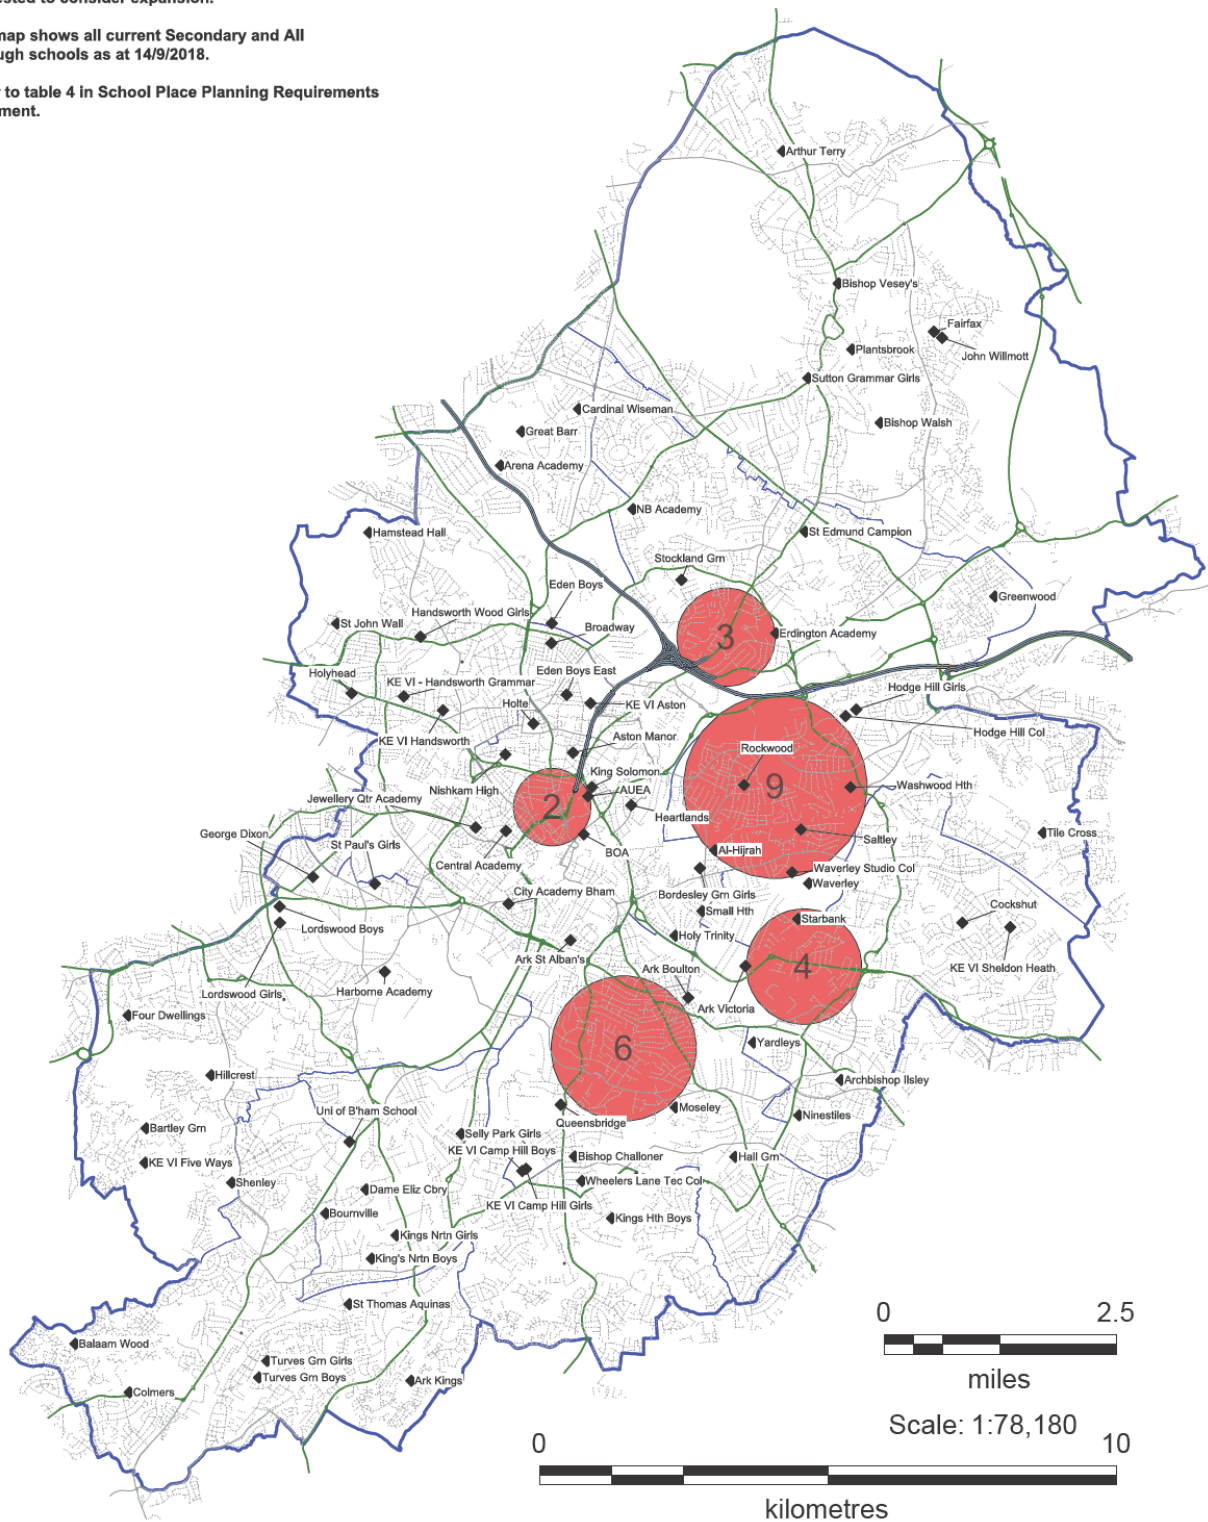 to consider expansion.
map shows all current Secondary and All
schools as at 14/9/2018.
to table 4 in School Place Planning Requirements
Arthur Terry
Bishop Vesey's
Fairfax
John Willmott
Plantsbrook
Sutton Grammar Girls
Cardinal Wiseman
Bishop Walsh
Great Barr
Arena Academy
NB Academy
Hamstead Hall
St Edmund Campion
Stockland Grn
Eden Boys
Greenwood
Handsworth Wood Girls
St John Wall
Broadway
3
Erdington Academy
Holyhead
Eden Boys East
KE VI - Handsworth Grammar
Hodge Hill Girls
Holte
KE VI Aston
Hodge Hill Col
KE VI Handsworth
Aston Manor
Rockwood
King Solomon
9
Washwood Hth
Nishkam High
AUEA
Jewellery Qtr Academy
2
Heartlands
George Dixon
Tile Cross
St Paul's Girls
Saltley
BOA
Al-Hijrah
Central Academy
Waverley Studio Col
Waverley
City Academy Bham
Bordesley Grn Girls
Small Hth
Cockshut
Starbank
Lordswood Boys
Holy Trinity
Ark St Alban's
4
Ark Boulton
KE VI Sheldon Heath
Lordswood Girls
Harborne Academy
Ark Victoria
Four Dwellings
6
Yardleys
Hillcrest
Archbishop Ilsley
Uni of B'ham School
Moseley
Ninestiles
Queensbridge
Bartley Grn
Selly Park Girls
KE VI Camp Hill Boys
Bishop Challoner
Hall Grn
KE VI Five Ways
Shenley
Wheelers Lane Tec Col
Dame Eliz Cbry
KE VI Camp Hill Girls
Bournville
Kings Hth Boys
Kings Nrtn Girls
King's Nrtn Boys
St Thomas Aquinas
0 2.5
Balaam Wood
Turves Grn Girls
Turves Grn Boys
Ark Kings
miles
Colmers
Scale: 1:78,180
0 10
kilometres